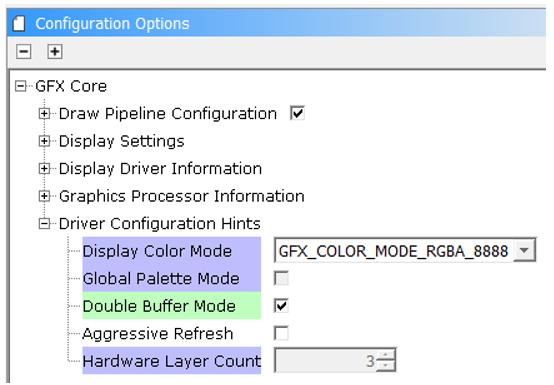 Configuration Options
GFX Core
Draw Pipeline Configuration
Display Settings
Display Driver Information
Graphics Processor Information
Driver Configuration Hints
Display Color Mode GFX_COLOR_MODE_RGBA_8888
Global Palette Mode
Double Buffer Mode
Aggressive Refresh
Hardware Layer Count 3